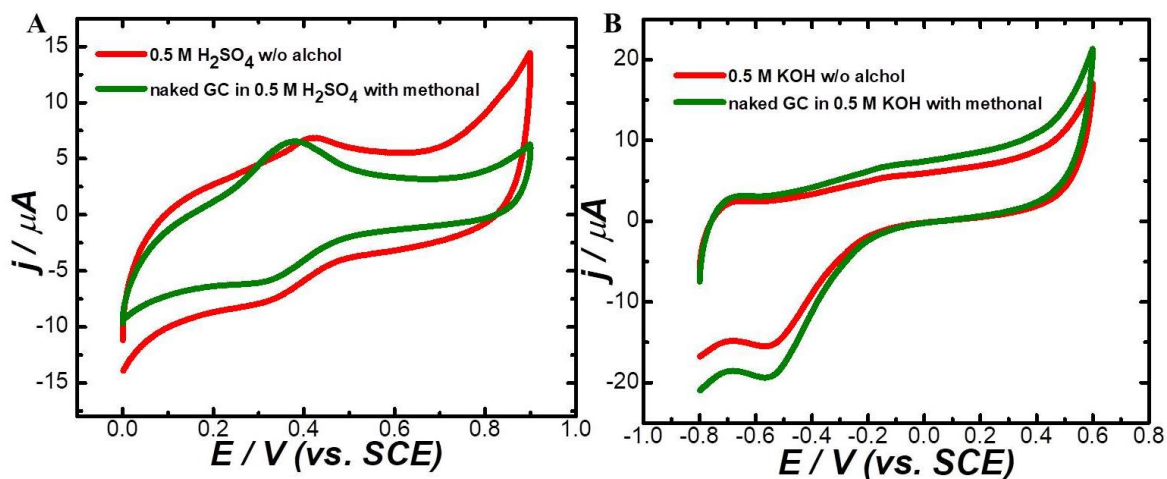 A
0.5 M H₂SO₄ w/o alchol
naked GC in 0.5 M H₂SO₄ with methonal
15
10
5
0
-5
-10
-15
j / μA
0.0 0.2 0.4 0.6 0.8 1.0
E / V (vs. SCE)
B
0.5 M KOH w/o alchol
naked GC in 0.5 M KOH with methonal
20
10
0
-10
-20
j / μA
-1.0 -0.8 -0.6 -0.4 -0.2 0.0 0.2 0.4 0.6 0.8
E / V (vs. SCE)